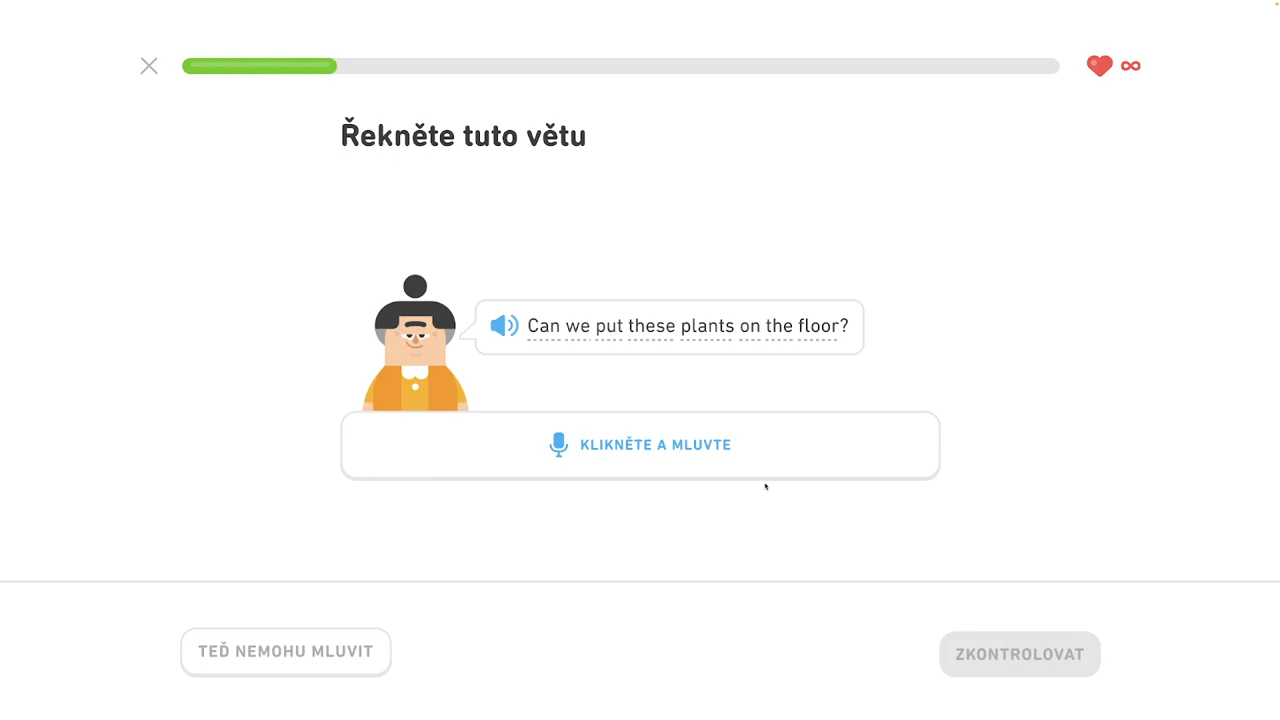 ∞
Řekněte tuto větu
Can we put these plants on the floor?
KLIKNĚTE A MLUVTE
TEĎ NEMOHU MLUVIT
ZKONTROLOVAT